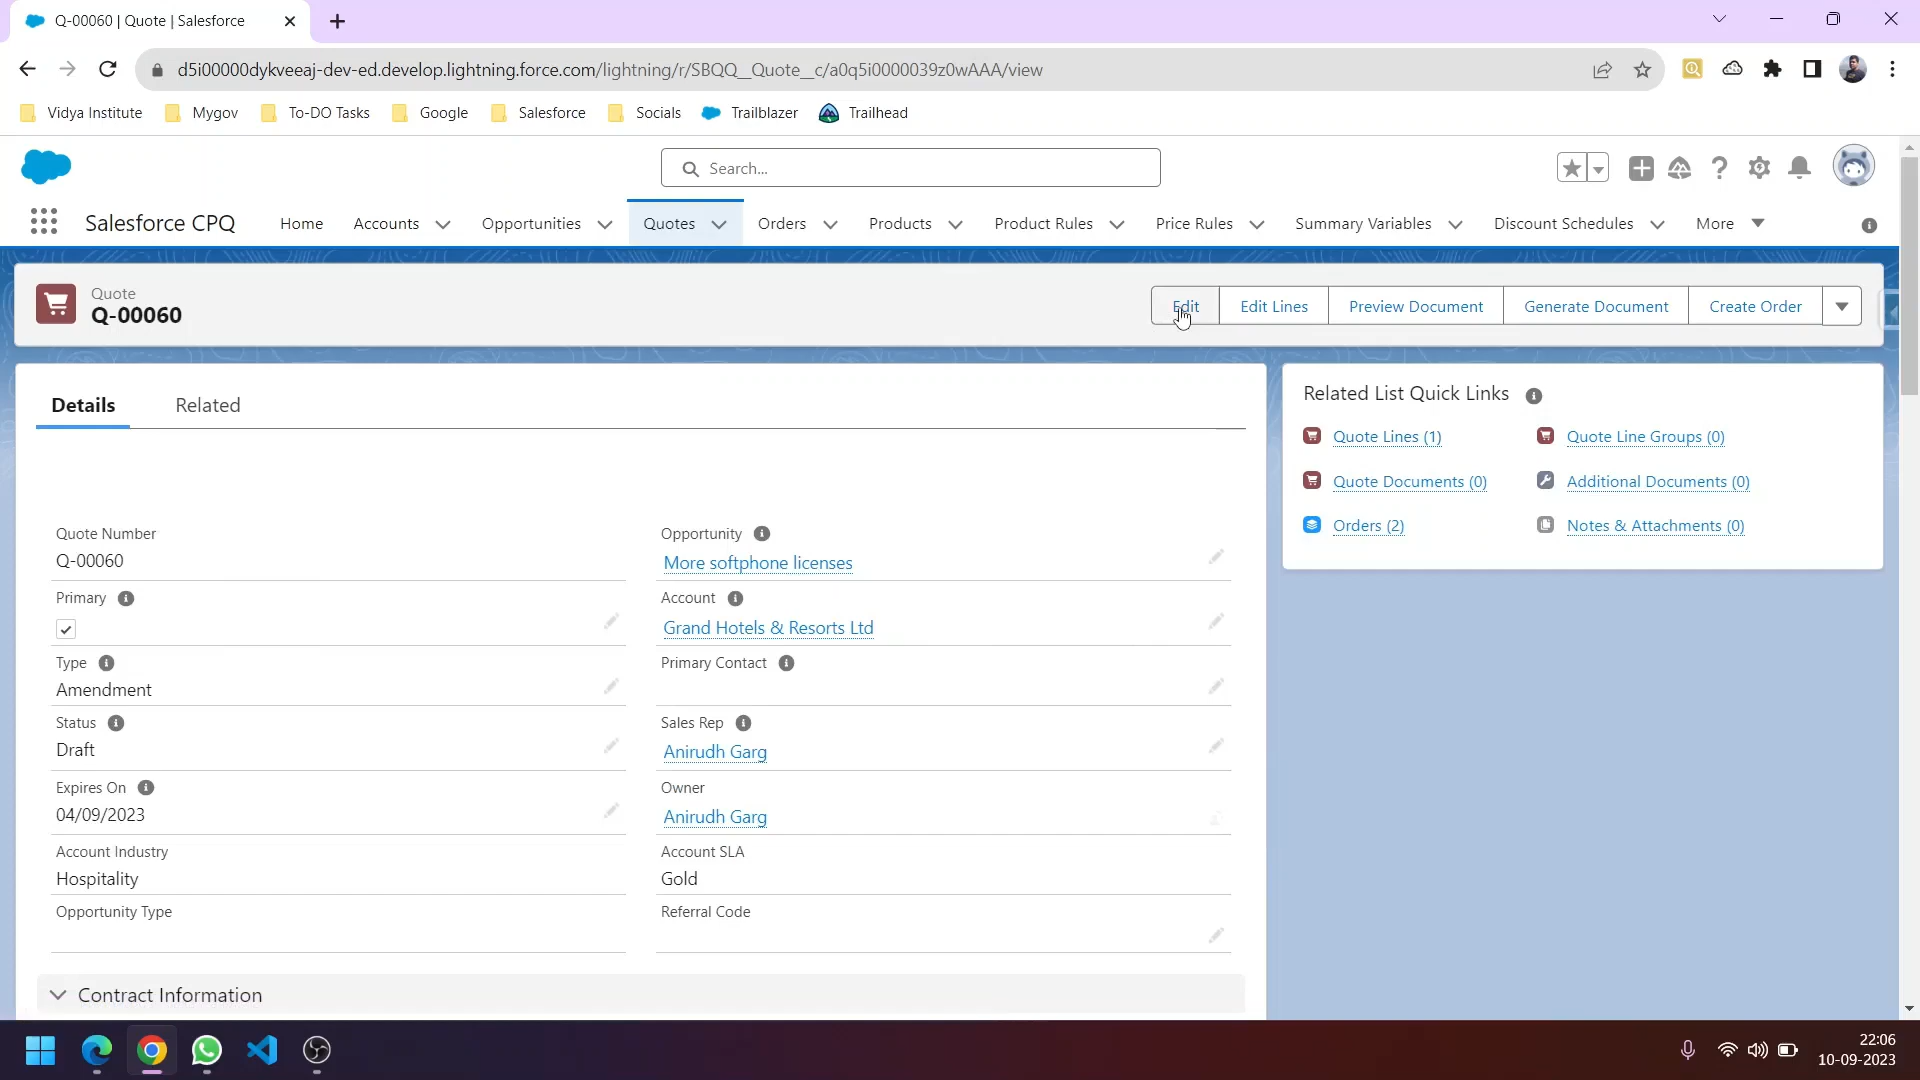 Q-00060 | Quote | Salesforce
d5i00000dykveeaj-dev-ed.develop.lightning.force.com/lightning/r/SBQQ__Quote__c/a0q5i0000039z0wAAA/view
Vidya Institute Mygov To-DO Tasks Google Salesforce Socials Trailblazer Trailhead
Search...
Salesforce CPQ Home Accounts Opportunities Quotes Orders Products Product Rules Price Rules Summary Variables Discount Schedules More
Quote
Q-00060
Edit Edit Lines Preview Document Generate Document Create Order
Details Related
Quote Number
Q-00060
Opportunity
More softphone licenses
Primary
Account
Grand Hotels & Resorts Ltd
Type
Amendment
Primary Contact
Status
Draft
Sales Rep
Anirudh Garg
Expires On
04/09/2023
Owner
Anirudh Garg
Account Industry
Hospitality
Account SLA
Gold
Opportunity Type
Referral Code
Contract Information
Related List Quick Links
Quote Lines (1) Quote Line Groups (0)
Quote Documents (0) Additional Documents (0)
Orders (2) Notes & Attachments (0)
22:06
10-09-2023